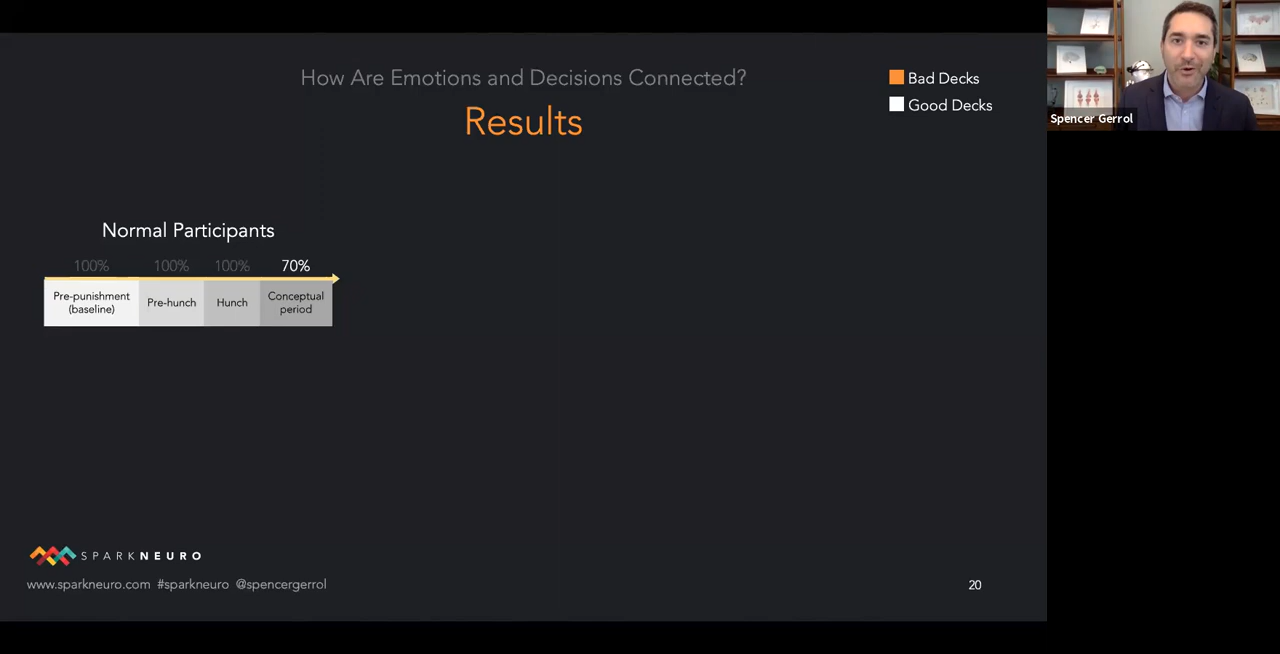 How Are Emotions and Decisions Connected?
Results
Bad Decks
Good Decks
Spencer Gerrol
Normal Participants
100% 100% 100% 70%
Pre-punishment
(baseline)
Pre-hunch
Hunch
Conceptual
period
SPARKNEURO
www.sparkneuro.com #sparkneuro @spencergerrol
20